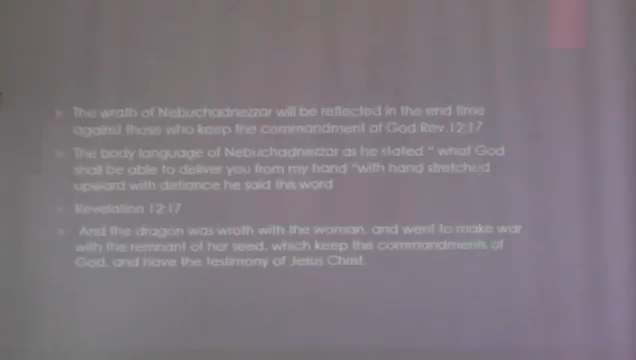 The wrath of Nebuchadnezzar will be reflected in the end time
against those who keep the commandment of God Rev.12:17
The body language of Nebuchadnezzar as he stated " what God
shall be able to deliver you from my hand "with hand stretched
upward with defiance he said this word
Revelation 12:17
And the dragon was wroth with the woman, and went to make war
with the remnant of her seed, which keep the commandments of
God, and have the testimony of Jesus Christ.